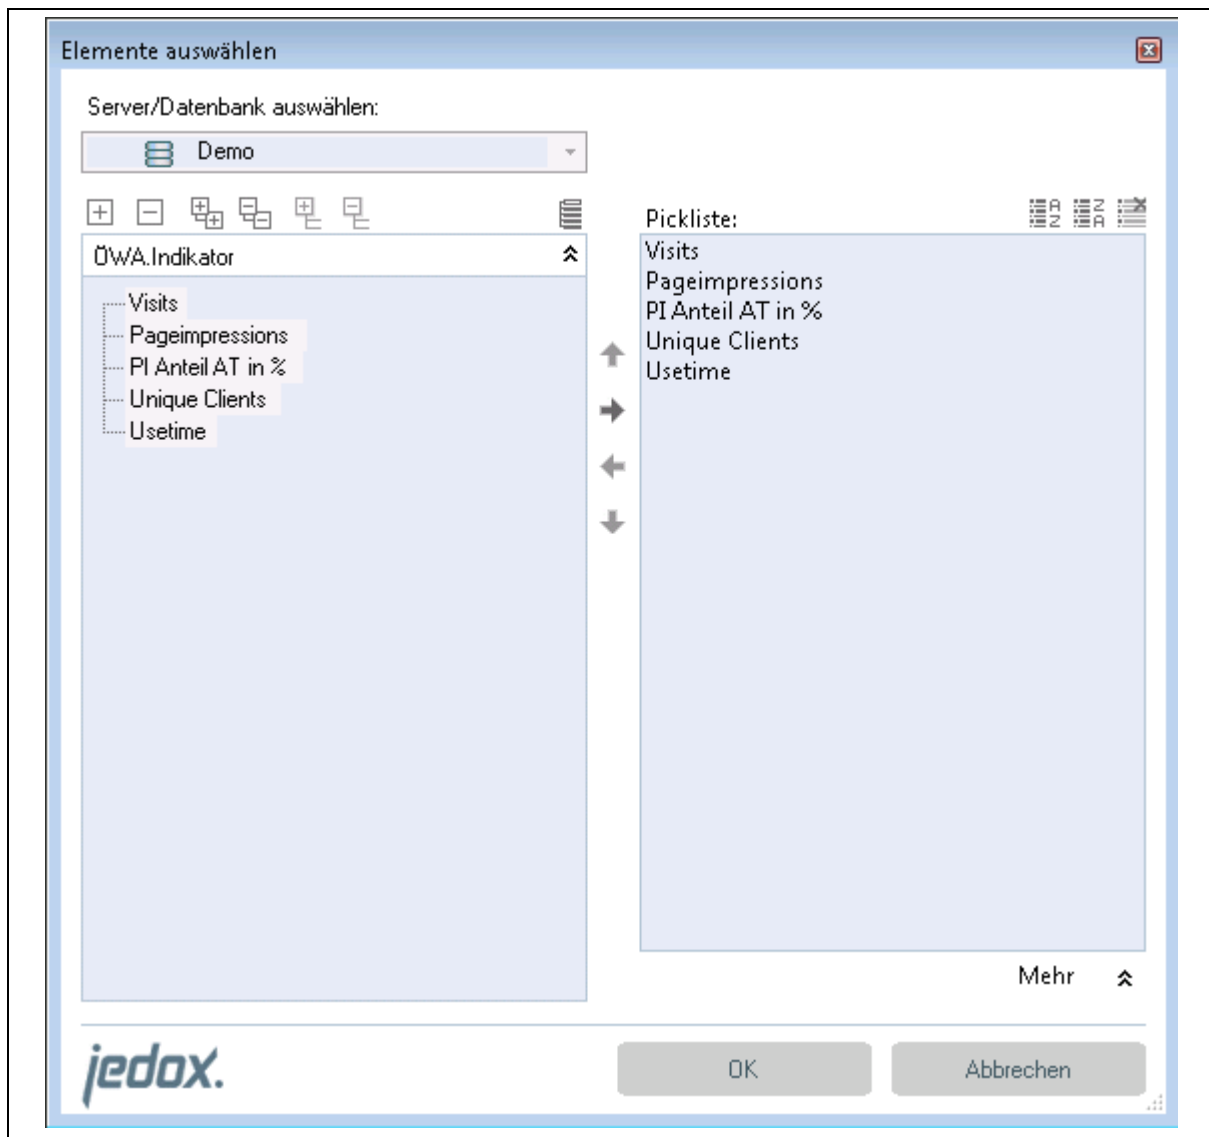 Elemente auswählen
Server/Datenbank auswählen:
Demo
ÖWA.Indikator
Visits
Pageimpressions
PI Anteil AT in %
Unique Clients
Usetime
Pickliste:
Visits
Pageimpressions
PI Anteil AT in %
Unique Clients
Usetime
Mehr
jedox.
OK
Abbrechen